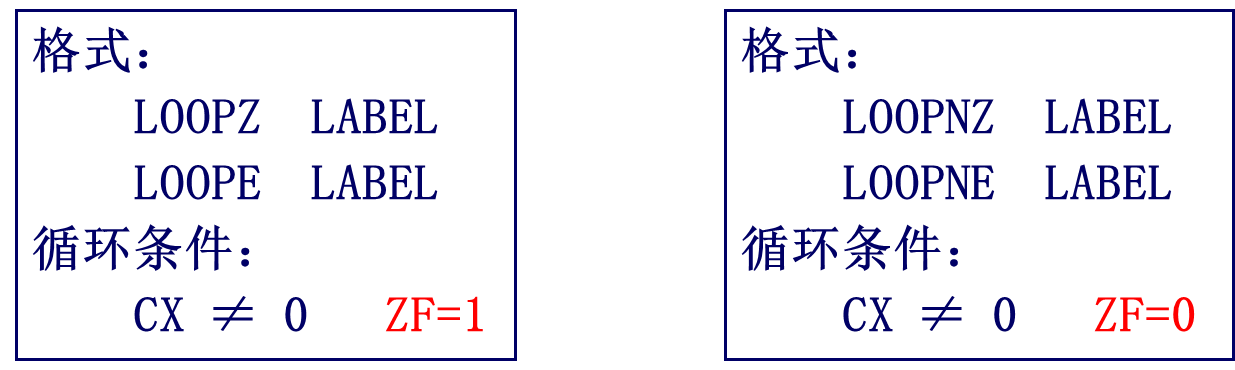 格式：
LOOPZ LABEL
LOOPE LABEL
循环条件：
CX ≠ 0 ZF=1
格式：
LOOPNZ LABEL
LOOPNE LABEL
循环条件：
CX ≠ 0 ZF=0